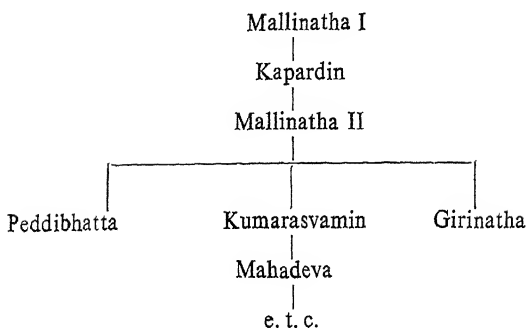 Mallinatha I
Kapardin
Mallinatha II
Peddibhatta Kumarasvamin Girinatha
Mahadeva
e. t. c.